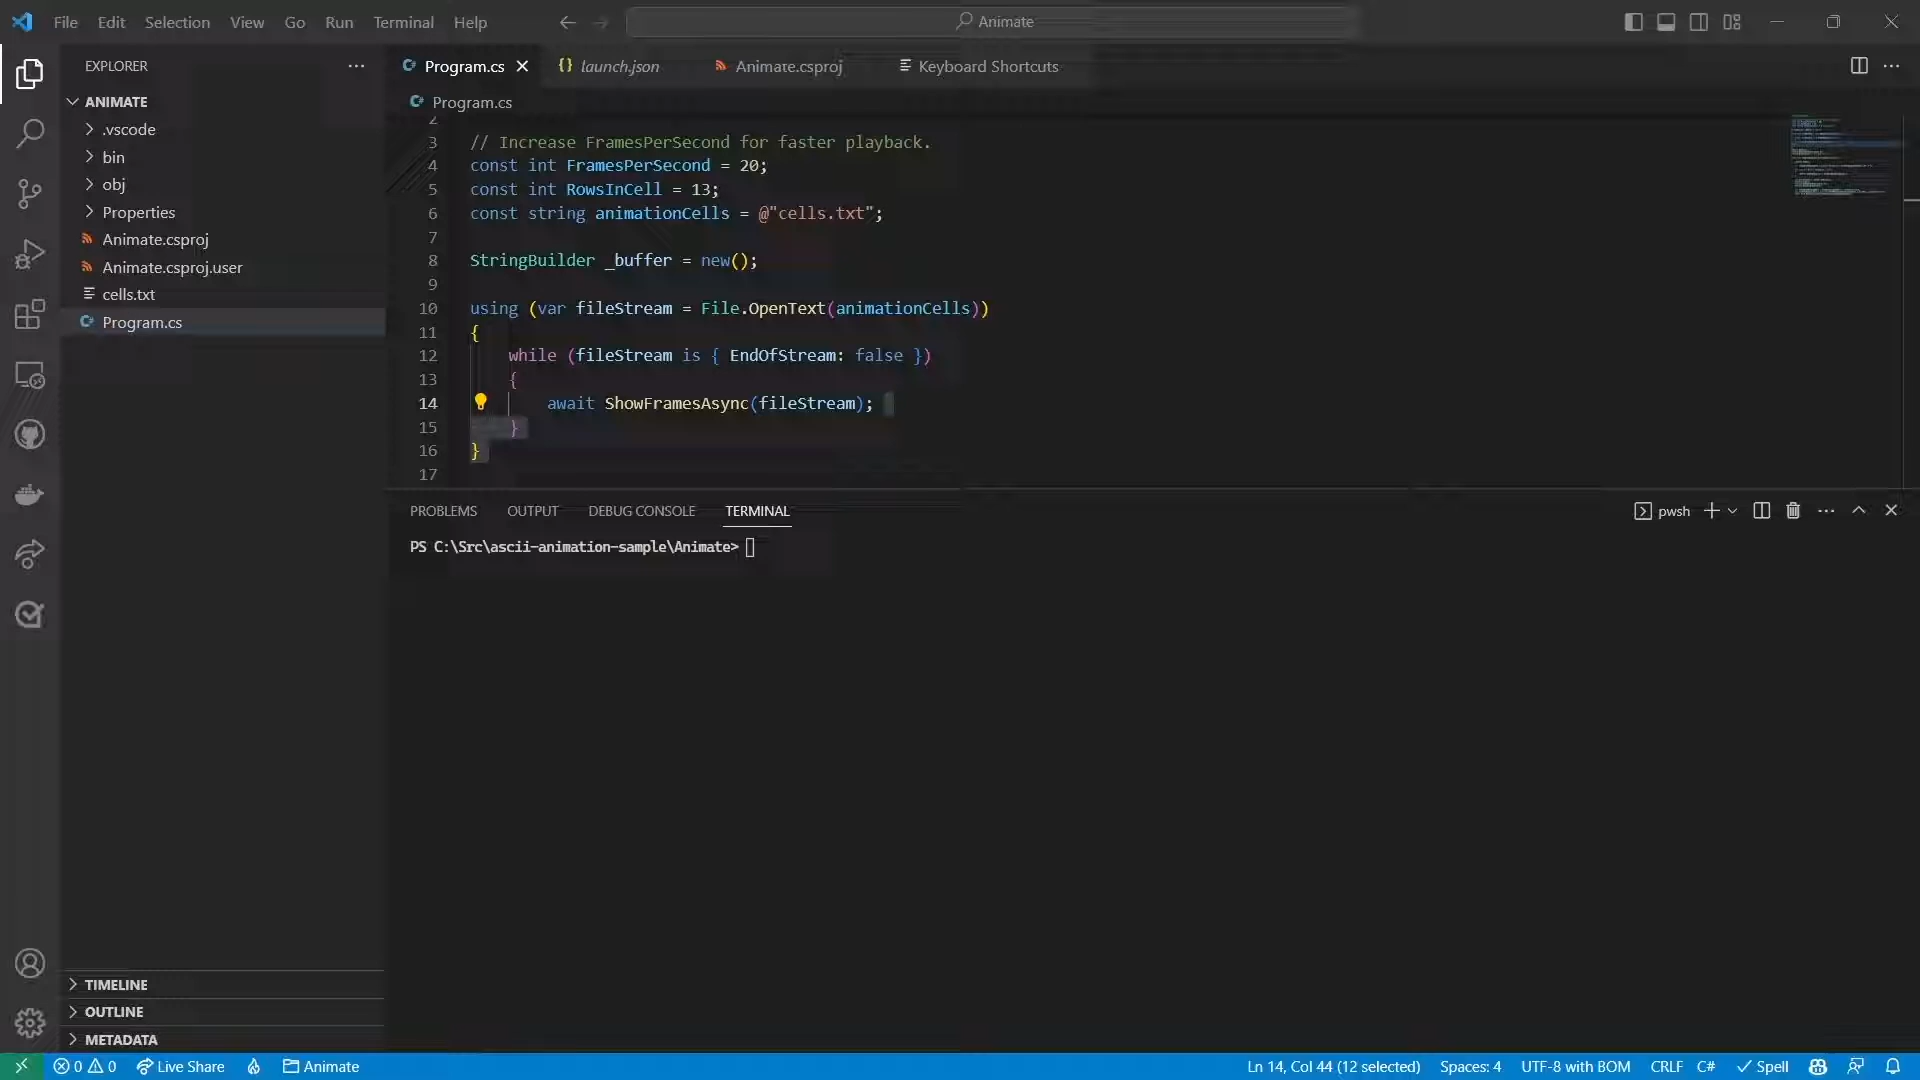 File Edit Selection View Go Run Terminal Help
Animate
EXPLORER
ANIMATE
.vscode
bin
obj
Properties
Animate.csproj
Animate.csproj.user
cells.txt
Program.cs
TIMELINE
OUTLINE
METADATA
Program.cs launch.json Animate.csproj Keyboard Shortcuts
Program.cs
2
3 // Increase FramesPerSecond for faster playback.
4 const int FramesPerSecond = 20;
5 const int RowsInCell = 13;
6 const string animationCells = @"cells.txt";
7
8 StringBuilder _buffer = new();
9
10 using (var fileStream = File.OpenText(animationCells))
11 {
12 while (fileStream is { EndOfStream: false })
13 {
14 await ShowFramesAsync(fileStream);
15 }
16 }
17
PROBLEMS OUTPUT DEBUG CONSOLE TERMINAL
pwsh
PS C:\Src\ascii-animation-sample\Animate>
0 0 Live Share Animate
Ln 14, Col 44 (12 selected) Spaces: 4 UTF-8 with BOM CRLF C# Spell